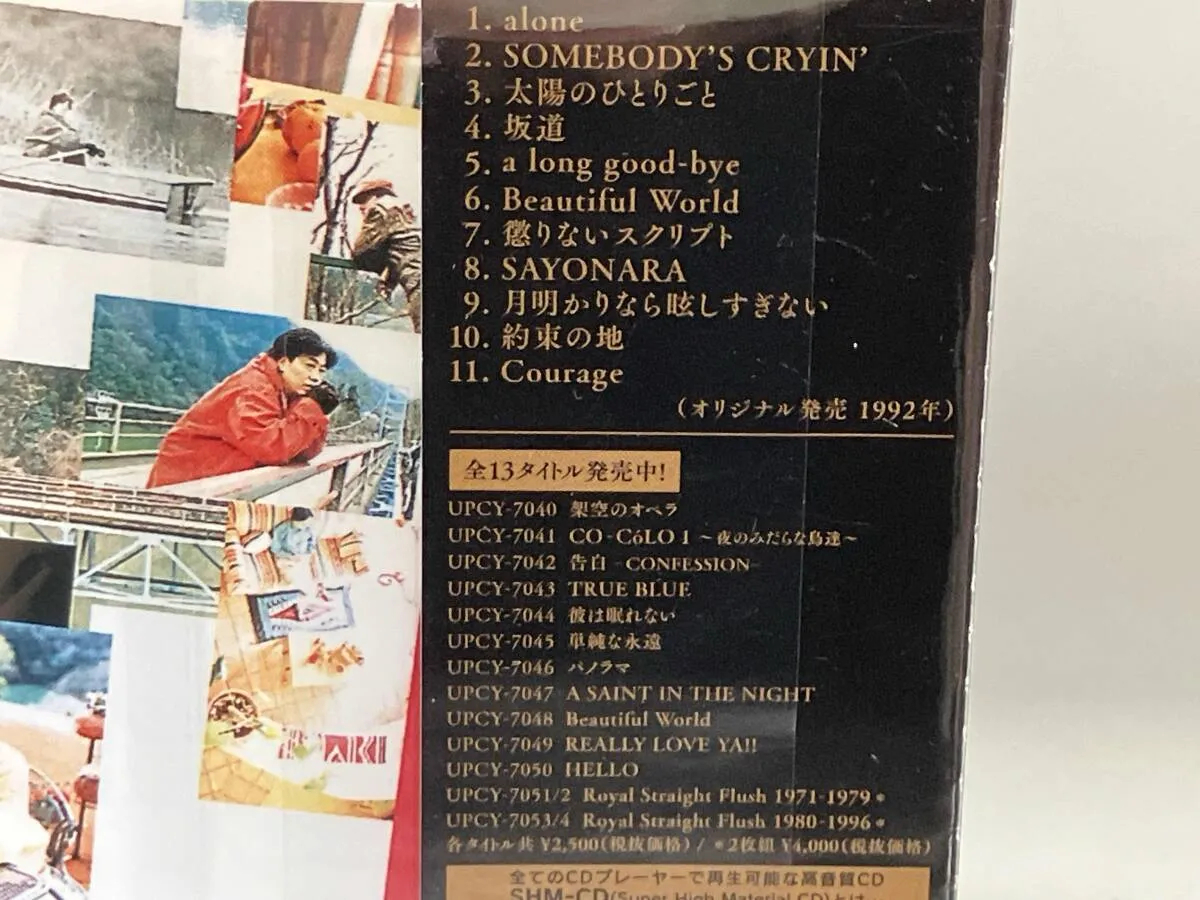 1. alone
2. SOMEBODY'S CRYIN'
3. 太陽のひとりごと
4. 坂道
5. a long good-bye
6. Beautiful World
7. 懲りないスクリプト
8. SAYONARA
9. 月明かりなら眩しすぎない
10. 約束の地
11. Courage
(オリジナル発売 1992年)
全13タイトル発売中!
UPCY-7040 架空のオペラ
UPCY-7041 CO-CóLO 1 ～夜のみだらな鳥達～
UPCY-7042 告白 -CONFESSION-
UPCY-7043 TRUE BLUE
UPCY-7044 彼は眠れない
UPCY-7045 単純な永遠
UPCY-7046 パノラマ
UPCY-7047 A SAINT IN THE NIGHT
UPCY-7048 Beautiful World
UPCY-7049 REALLY LOVE YA!!
UPCY-7050 HELLO
UPCY-7051/2 Royal Straight Flush 1971-1979*
UPCY-7053/4 Royal Straight Flush 1980-1996*
各タイトル共 ¥2,500(税抜価格) / *2枚組 ¥4,000(税抜価格)
全てのCDプレーヤーで再生可能な高音質CD
SHM-CD(Super High Material CD)とは